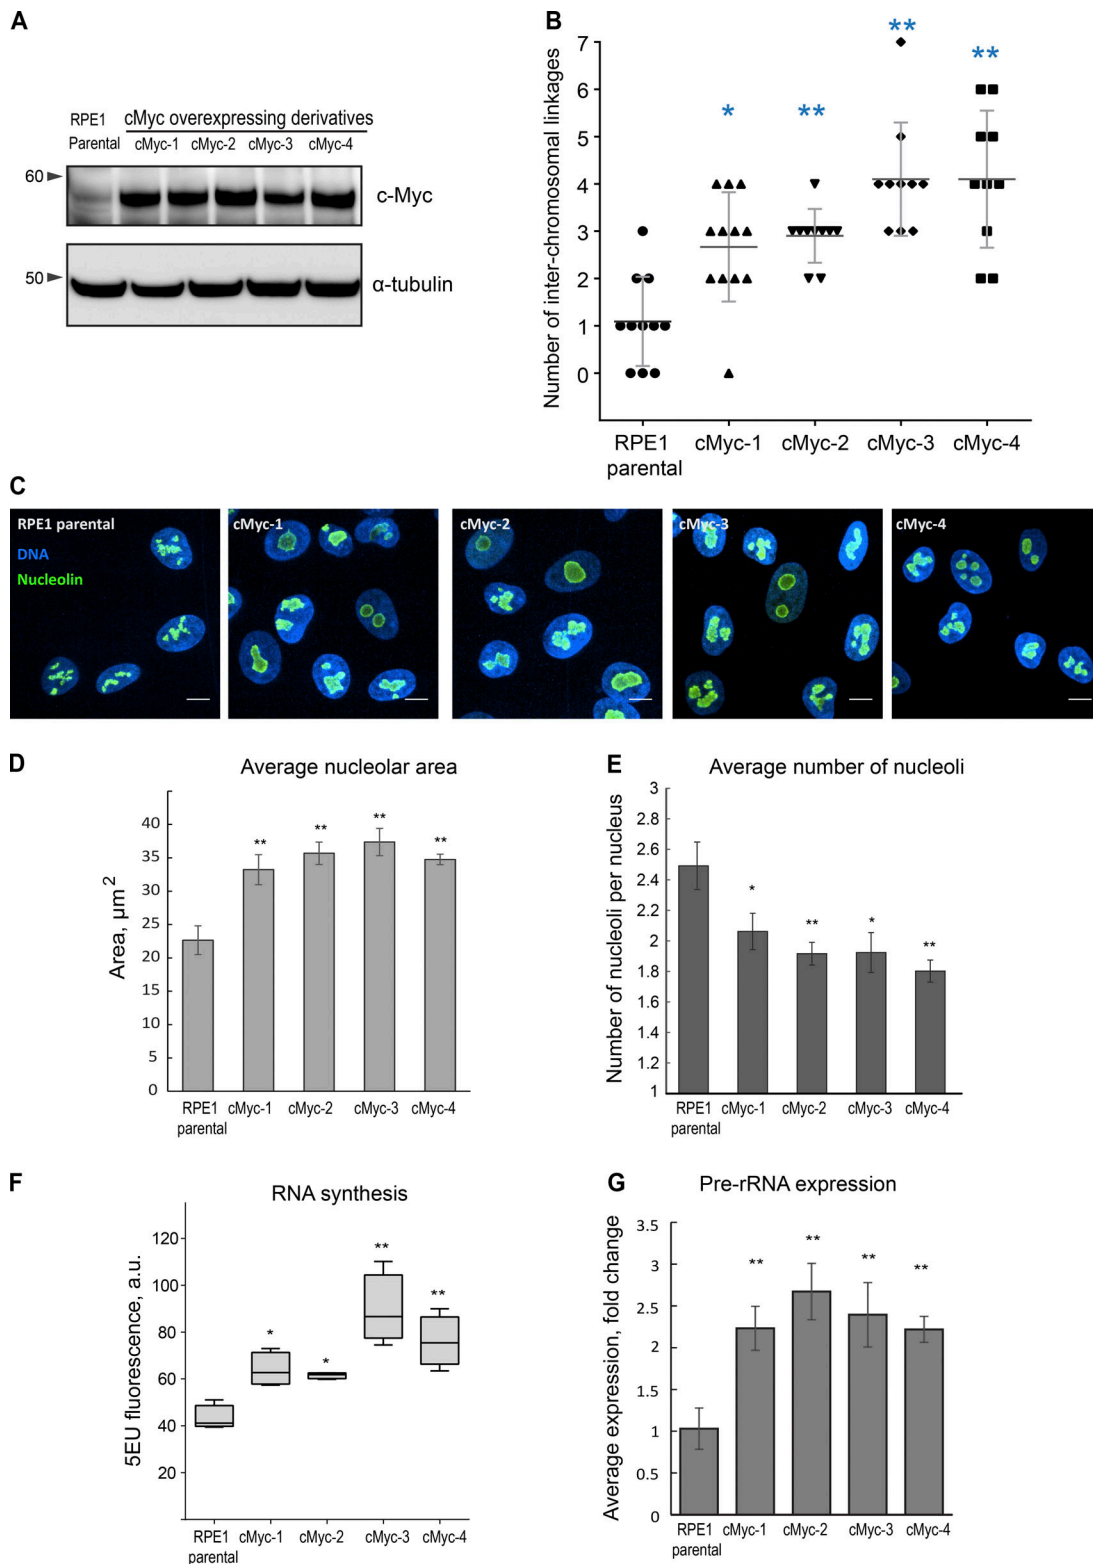 A
RPE1
Parental
cMyc overexpressing derivatives
cMyc-1 cMyc-2 cMyc-3 cMyc-4
60
c-Myc
50
α-tubulin
B
Number of inter-chromosomal linkages
7
6
5
4
3
2
1
0
* ** ** **
RPE1
parental
cMyc-1 cMyc-2 cMyc-3 cMyc-4
C
RPE1 parental
DNA
Nucleolin
cMyc-1
cMyc-2
cMyc-3
cMyc-4
D
Average nucleolar area
Area, µm²
40
35
30
25
20
15
10
5
0
** ** ** **
RPE1
parental
cMyc-1 cMyc-2 cMyc-3 cMyc-4
E
Average number of nucleoli
Number of nucleoli per nucleus
3
2.8
2.6
2.4
2.2
2
1.8
1.6
1.4
1.2
1
* ** * **
RPE1
parental
cMyc-1 cMyc-2 cMyc-3 cMyc-4
F
RNA synthesis
5EU fluorescence, a.u.
120
100
80
60
40
20
* * ** **
RPE1
parental
cMyc-1 cMyc-2 cMyc-3 cMyc-4
G
Pre-rRNA expression
Average expression, fold change
3.5
3
2.5
2
1.5
1
0.5
0
** ** ** **
RPE1
parental
cMyc-1 cMyc-2 cMyc-3 cMyc-4